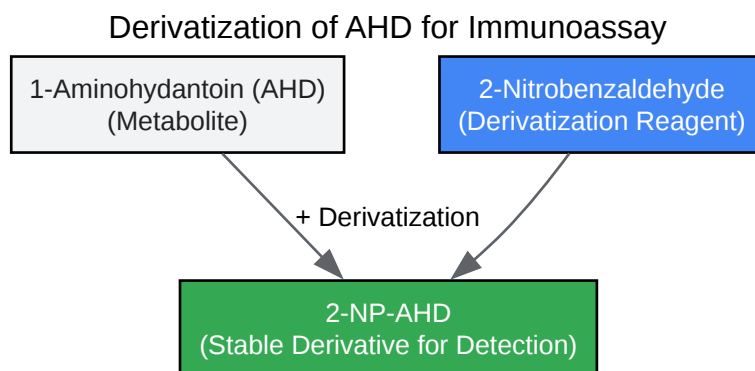 Derivatization of AHD for Immunoassay
1-Aminohydantoin (AHD)
(Metabolite)
2-Nitrobenzaldehyde
(Derivatization Reagent)
+ Derivatization
2-NP-AHD
(Stable Derivative for Detection)